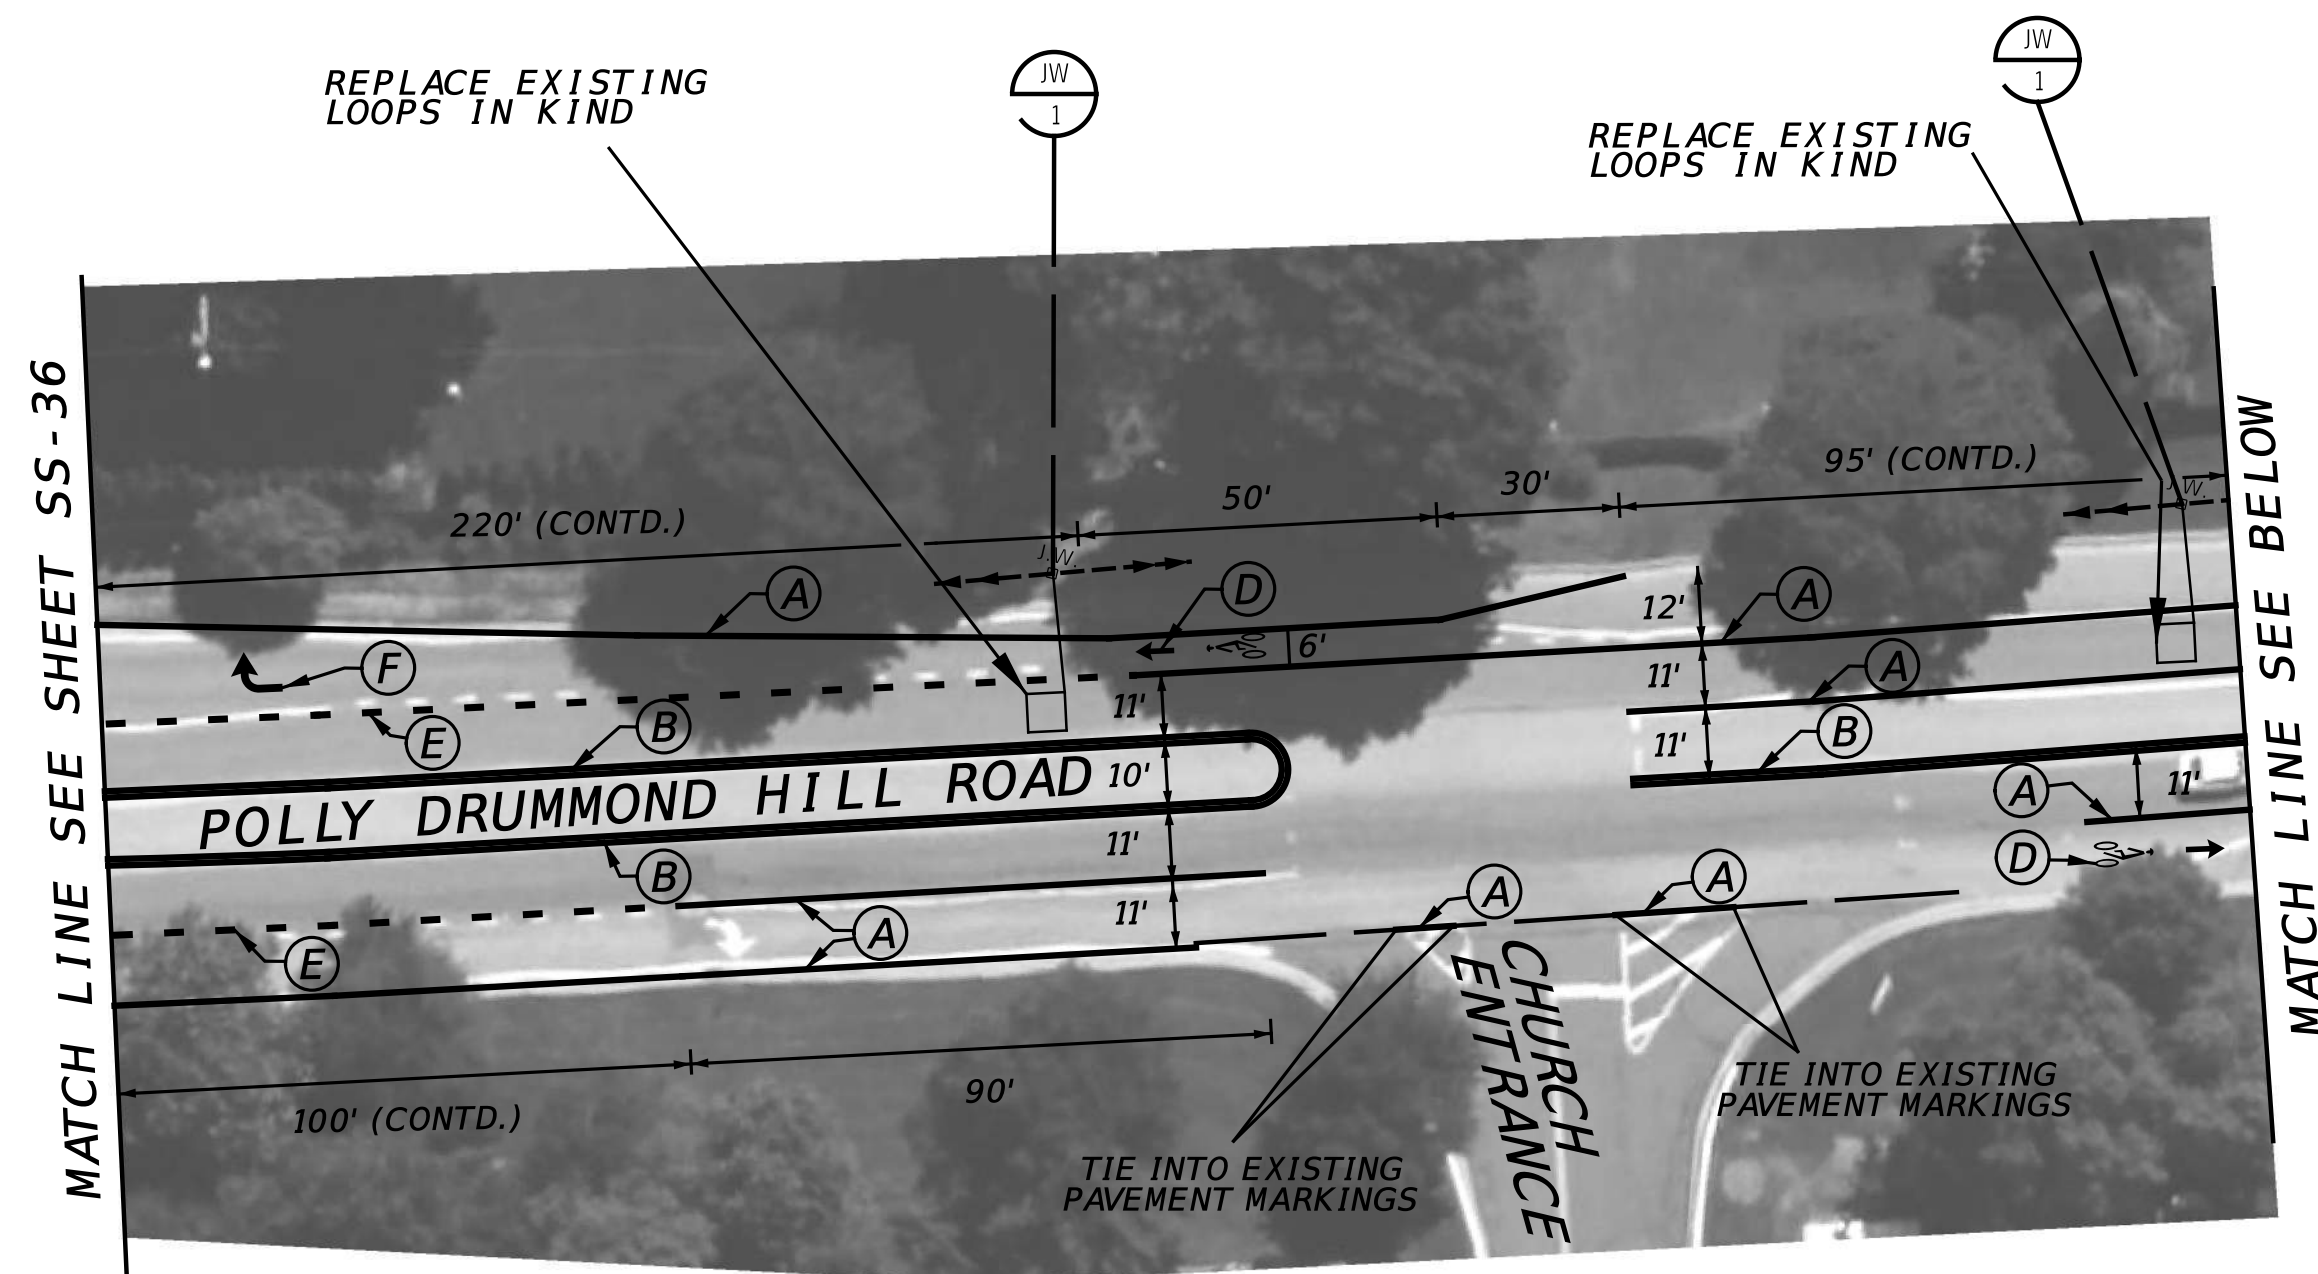 JW
1
JW
1
REPLACE EXISTING
LOOPS IN KIND
REPLACE EXISTING
LOOPS IN KIND
MATCH LINE SEE SHEET SS-36
MATCH LINE SEE BELOW
220' (CONTD.)
50'
30'
95' (CONTD.)
J.W.
J.W.
A
D
12'
A
6'
F
11'
A
11'
E
B
11'
B
POLLY DRUMMOND HILL ROAD
10'
A
11'
11'
D
B
A
A
11'
A
E
CHURCH
ENTRANCE
100' (CONTD.)
90'
TIE INTO EXISTING
PAVEMENT MARKINGS
TIE INTO EXISTING
PAVEMENT MARKINGS